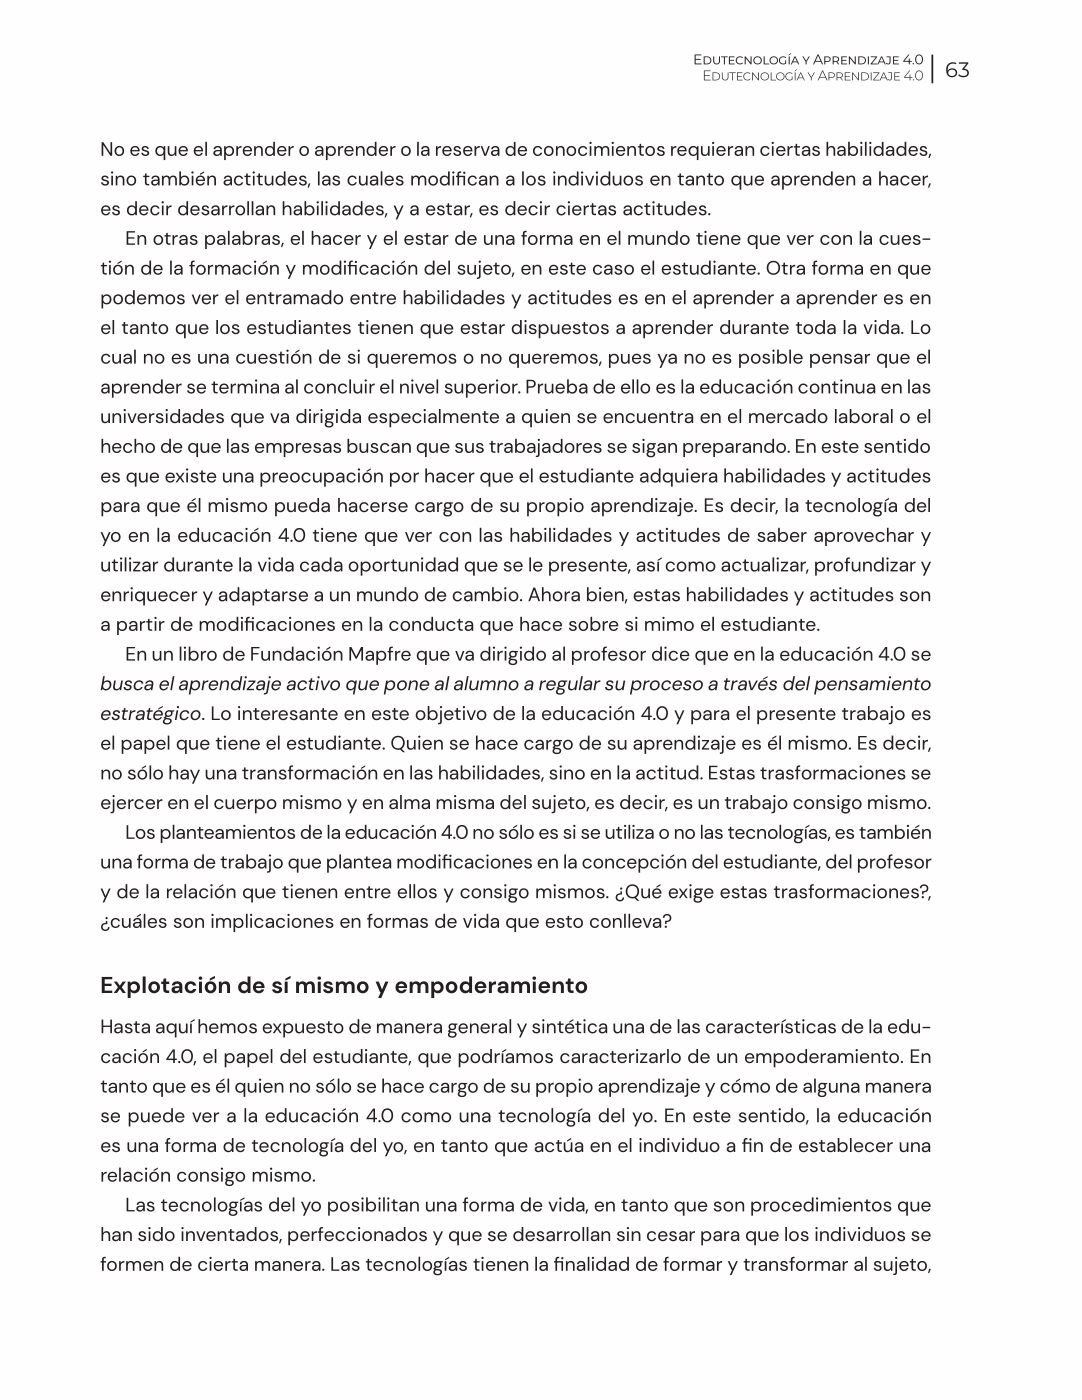 Edutecnología y Aprendizaje 4.0
Edutecnología y Aprendizaje 4.0
63
No es que el aprender o aprender o la reserva de conocimientos requieran ciertas habilidades,
sino también actitudes, las cuales modifican a los individuos en tanto que aprenden a hacer,
es decir desarrollan habilidades, y a estar, es decir ciertas actitudes.
En otras palabras, el hacer y el estar de una forma en el mundo tiene que ver con la cues-
tión de la formación y modificación del sujeto, en este caso el estudiante. Otra forma en que
podemos ver el entramado entre habilidades y actitudes es en el aprender a aprender es en
el tanto que los estudiantes tienen que estar dispuestos a aprender durante toda la vida. Lo
cual no es una cuestión de si queremos o no queremos, pues ya no es posible pensar que el
aprender se termina al concluir el nivel superior. Prueba de ello es la educación continua en las
universidades que va dirigida especialmente a quien se encuentra en el mercado laboral o el
hecho de que las empresas buscan que sus trabajadores se sigan preparando. En este sentido
es que existe una preocupación por hacer que el estudiante adquiera habilidades y actitudes
para que él mismo pueda hacerse cargo de su propio aprendizaje. Es decir, la tecnología del
yo en la educación 4.0 tiene que ver con las habilidades y actitudes de saber aprovechar y
utilizar durante la vida cada oportunidad que se le presente, así como actualizar, profundizar y
enriquecer y adaptarse a un mundo de cambio. Ahora bien, estas habilidades y actitudes son
a partir de modificaciones en la conducta que hace sobre si mimo el estudiante.
En un libro de Fundación Mapfre que va dirigido al profesor dice que en la educación 4.0 se
busca el aprendizaje activo que pone al alumno a regular su proceso a través del pensamiento
estratégico. Lo interesante en este objetivo de la educación 4.0 y para el presente trabajo es
el papel que tiene el estudiante. Quien se hace cargo de su aprendizaje es él mismo. Es decir,
no sólo hay una transformación en las habilidades, sino en la actitud. Estas trasformaciones se
ejercer en el cuerpo mismo y en alma misma del sujeto, es decir, es un trabajo consigo mismo.
Los planteamientos de la educación 4.0 no sólo es si se utiliza o no las tecnologías, es también
una forma de trabajo que plantea modificaciones en la concepción del estudiante, del profesor
y de la relación que tienen entre ellos y consigo mismos. ¿Qué exige estas trasformaciones?,
¿cuáles son implicaciones en formas de vida que esto conlleva?
Explotación de sí mismo y empoderamiento
Hasta aquí hemos expuesto de manera general y sintética una de las características de la edu-
cación 4.0, el papel del estudiante, que podríamos caracterizarlo de un empoderamiento. En
tanto que es él quien no sólo se hace cargo de su propio aprendizaje y cómo de alguna manera
se puede ver a la educación 4.0 como una tecnología del yo. En este sentido, la educación
es una forma de tecnología del yo, en tanto que actúa en el individuo a fin de establecer una
relación consigo mismo.
Las tecnologías del yo posibilitan una forma de vida, en tanto que son procedimientos que
han sido inventados, perfeccionados y que se desarrollan sin cesar para que los individuos se
formen de cierta manera. Las tecnologías tienen la finalidad de formar y transformar al sujeto,